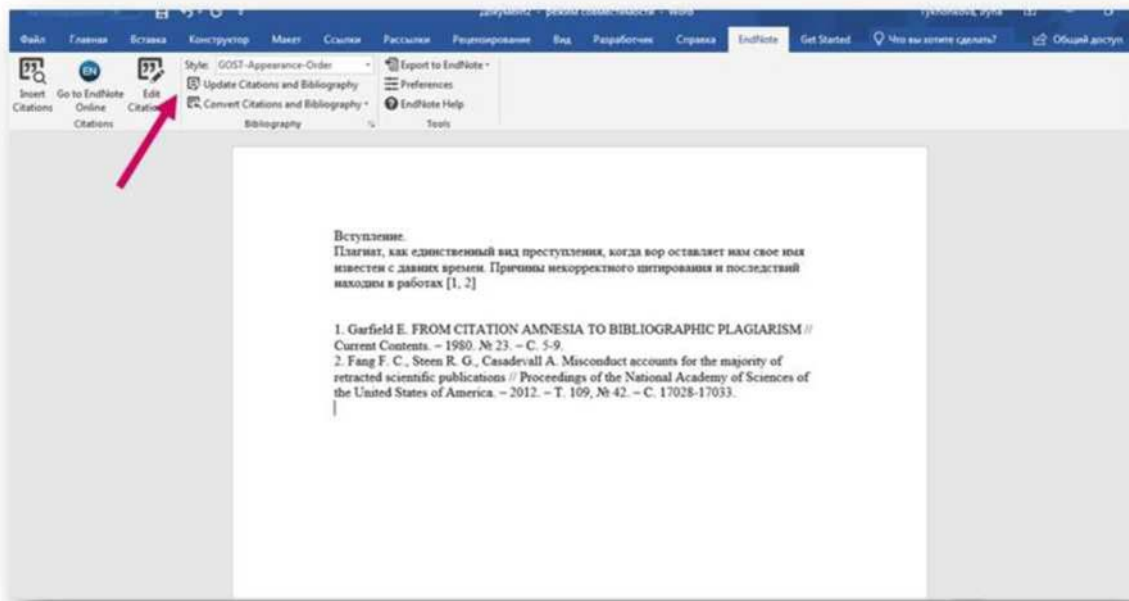 Файл Главная Вставка Конструктор Макет Ссылки Рассылки Рецензирование Вид Разработчик Справка EndNote Get Started Что вы хотите сделать? Общий доступ
Insert Citations
Go to EndNote Online
Edit
Citations
Style: GOST-Appearance-Order
Update Citations and Bibliography
Convert Citations and Bibliography
Bibliography
Export to EndNote
Preferences
EndNote Help
Tools
Вступление.
Плагиат, как единственный вид преступления, когда вор оставляет нам свое имя
известен с давних времен. Причины некорректного цитирования и последствий
находим в работах [1, 2]
1. Garfield E. FROM CITATION AMNESIA TO BIBLIOGRAPHIC PLAGIARISM //
Current Contents. – 1980. № 23. – С. 5-9.
2. Fang F. C., Steen R. G., Casadevall A. Misconduct accounts for the majority of
retracted scientific publications // Proceedings of the National Academy of Sciences of
the United States of America. – 2012. – Т. 109, № 42. – С. 17028-17033.